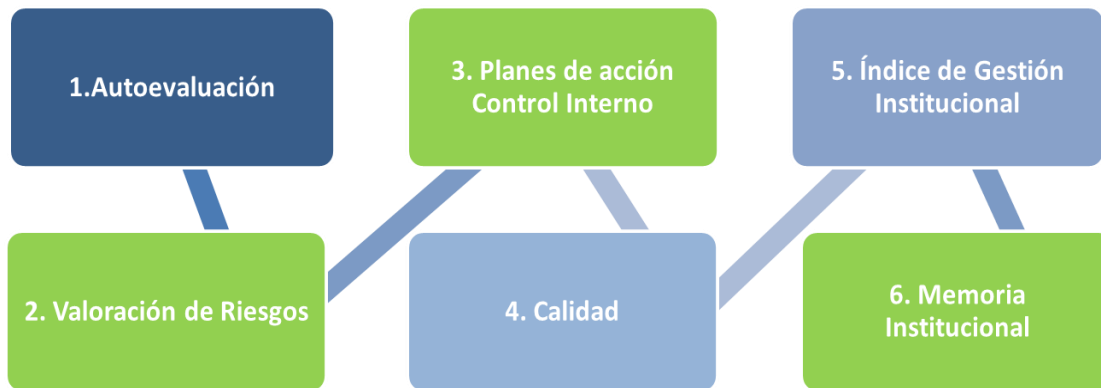 1.Autoevaluación
2. Valoración de Riesgos
3. Planes de acción
Control Interno
4. Calidad
5. Índice de Gestión
Institucional
6. Memoria
Institucional